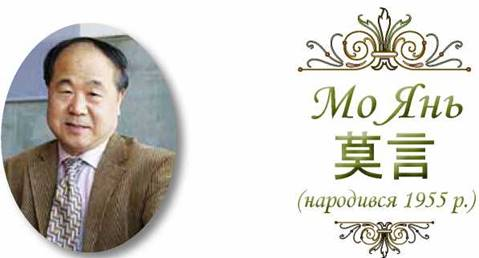 Мо Янь
莫言
(народився 1955 р.)